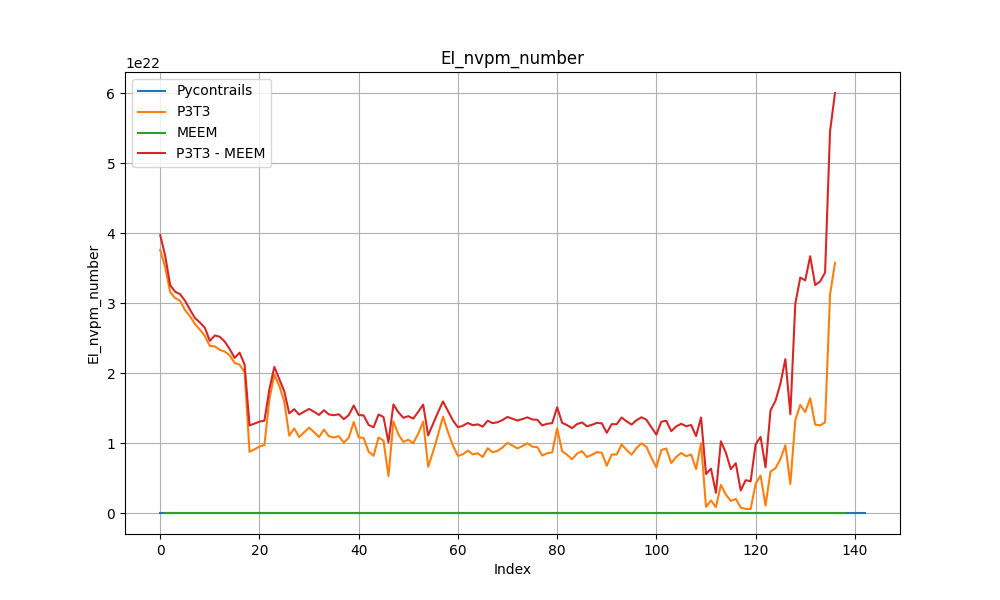 EI_nvpm_number
1e22
Pycontrails
P3T3
MEEM
P3T3 - MEEM
6
5
4
3
2
1
0
EI_nvpm_number
0 20 40 60 80 100 120 140
Index